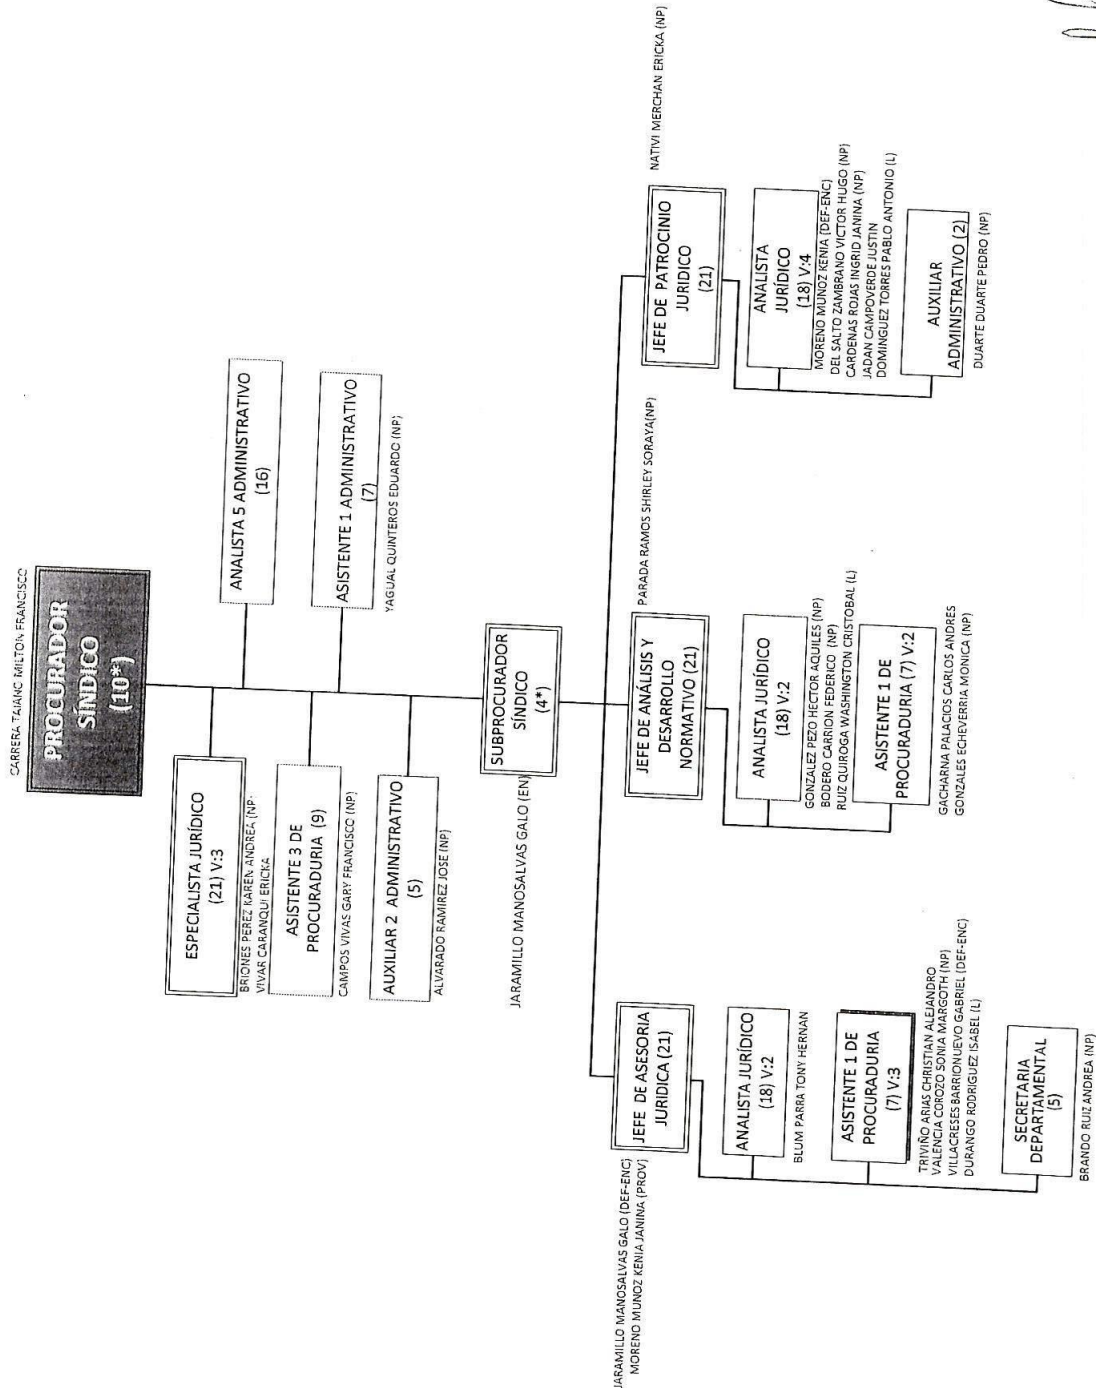 CARRERA TAIANO MILTON FRANCISCO
PROCURADOR
SÍNDICO
(10*)
ESPECIALISTA JURÍDICO
(21) V:3
BRIONES PEREZ KAREN ANDREA (NP)
VIVAR CARANQUI ERICKA
ANALISTA 5 ADMINISTRATIVO
(16)
ASISTENTE 3 DE
PROCURADURIA (9)
CAMPOS VIVAS GARY FRANCISCO (NP)
ASISTENTE 1 ADMINISTRATIVO
(7)
YAGUAL QUINTEROS EDUARDO (NP)
AUXILIAR 2 ADMINISTRATIVO
(5)
ALVARADO RAMIREZ JOSE (NP)
SUBPROCURADOR
SÍNDICO
(4*)
JARAMILLO MANOSALVAS GALO (EN)
JARAMILLO MANOSALVAS GALO (DEF-ENC)
MORENO MUNOZ KENIA JANINA (PROV)
JEFE DE ASESORIA
JURIDICA (21)
ANALISTA JURÍDICO
(18) V:2
BLUM PARRA TONY HERNAN
ASISTENTE 1 DE
PROCURADURIA
(7) V:3
TRIVIÑO ARIAS CHRISTIAN ALEJANDRO
VALENCIA COROZO SONIA MARGOTH (NP)
VILLACRESES BARRIONUEVO GABRIEL (DEF-ENC)
DURANGO RODRIGUEZ ISABEL (L)
SECRETARIA
DEPARTAMENTAL
(5)
BRANDO RUIZ ANDREA (NP)
PARADA RAMOS SHIRLEY SORAYA(NP)
JEFE DE ANÁLISIS Y
DESARROLLO
NORMATIVO (21)
ANALISTA JURÍDICO
(18) V:2
GONZALEZ PEZO HECTOR AQUILES (NP)
BODERO CARRION FEDERICO (NP)
RUIZ QUIROGA WASHINGTON CRISTOBAL (L)
ASISTENTE 1 DE
PROCURADURIA (7) V:2
GACHARNA PALACIOS CARLOS ANDRES
GONZALES ECHEVERRIA MONICA (NP)
NATIVI MERCHAN ERICKA (NP)
JEFE DE PATROCINIO
JURIDICO
(21)
ANALISTA
JURÍDICO
(18) V:4
MORENO MUNOZ KENIA (DEF-ENC)
DEL SALTO ZAMBRANO VICTOR HUGO (NP)
CARDENAS ROJAS INGRID JANINA (NP)
JADAN CAMPOVERDE JUSTIN
DOMINGUEZ TORRES PABLO ANTONIO (L)
AUXILIAR
ADMINISTRATIVO (2)
DUARTE DUARTE PEDRO (NP)